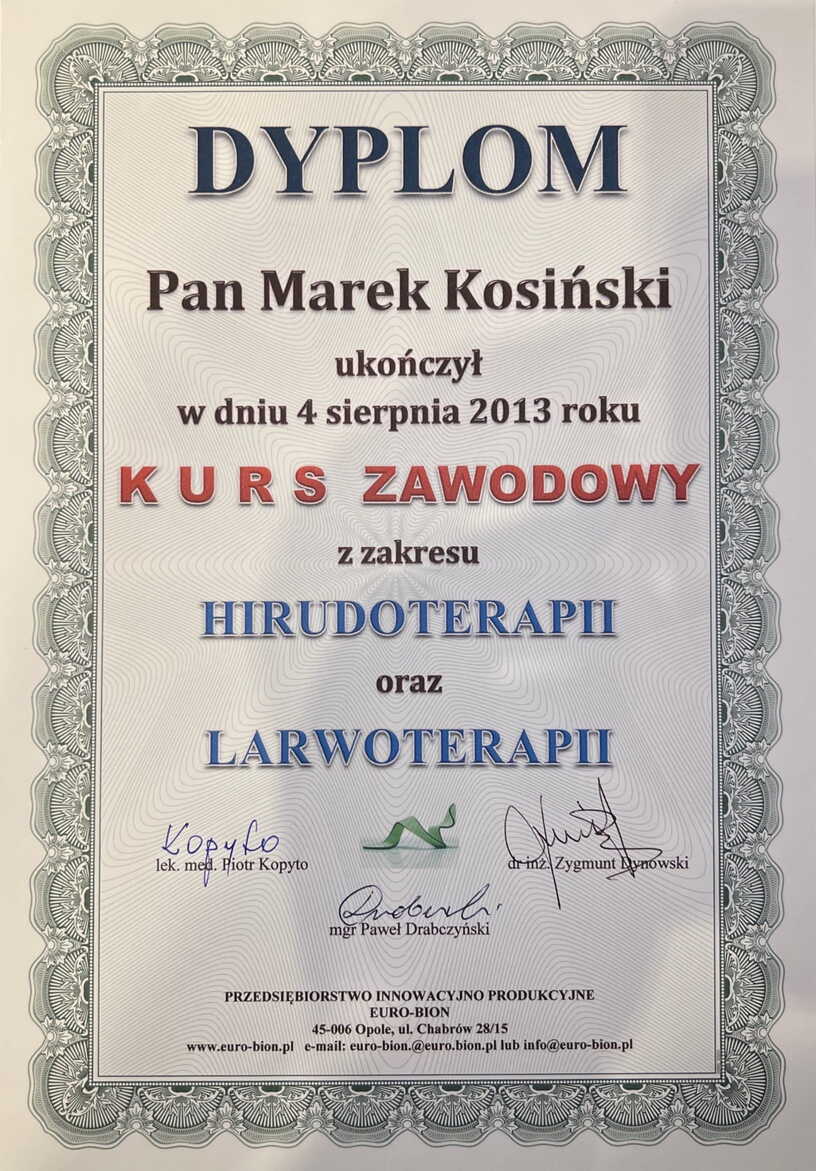 DYPLOM
Pan Marek Kosiński
ukończył
w dniu 4 sierpnia 2013 roku
KURS ZAWODOWY
z zakresu
HIRUDOTERAPII
oraz
LARWOTERAPII
Kopyto
lek. med. Piotr Kopyto
dr inż. Zygmunt Dynowski
mgr Paweł Drabczyński
PRZEDSIĘBIORSTWO INNOWACYJNO PRODUKCYJNE
EURO-BION
45-006 Opole, ul. Chabrów 28/15
www.euro-bion.pl e-mail: euro-bion.@euro.bion.pl lub info@euro-bion.pl